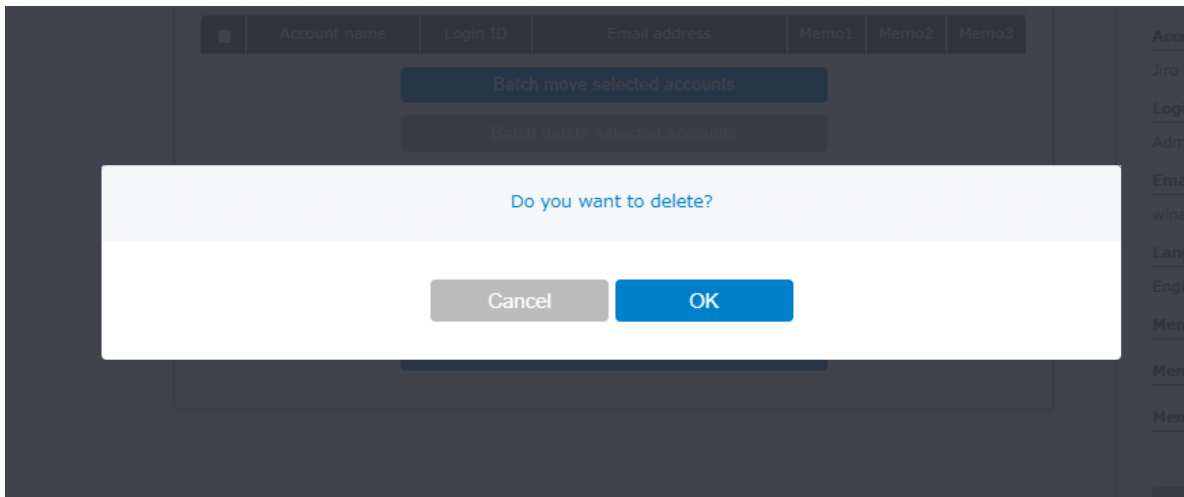 Account name Login ID Email address Memo1 Memo2 Memo3
Batch move selected accounts
Batch delete selected accounts
Do you want to delete?
Cancel OK
Jiro